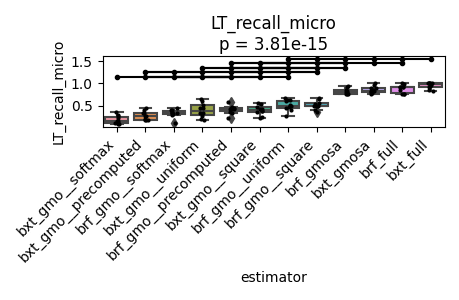 LT_recall_micro
p = 3.81e-15
LT_recall_micro
1.5
1.0
0.5
bxt_gmo__softmax
bxt_gmo__precomputed
brf_gmo__softmax
bxt_gmo__uniform
brf_gmo__precomputed
bxt_gmo__square
brf_gmo__uniform
brf_gmo__square
brf_gmosa
bxt_gmosa
brf_full
bxt_full
estimator